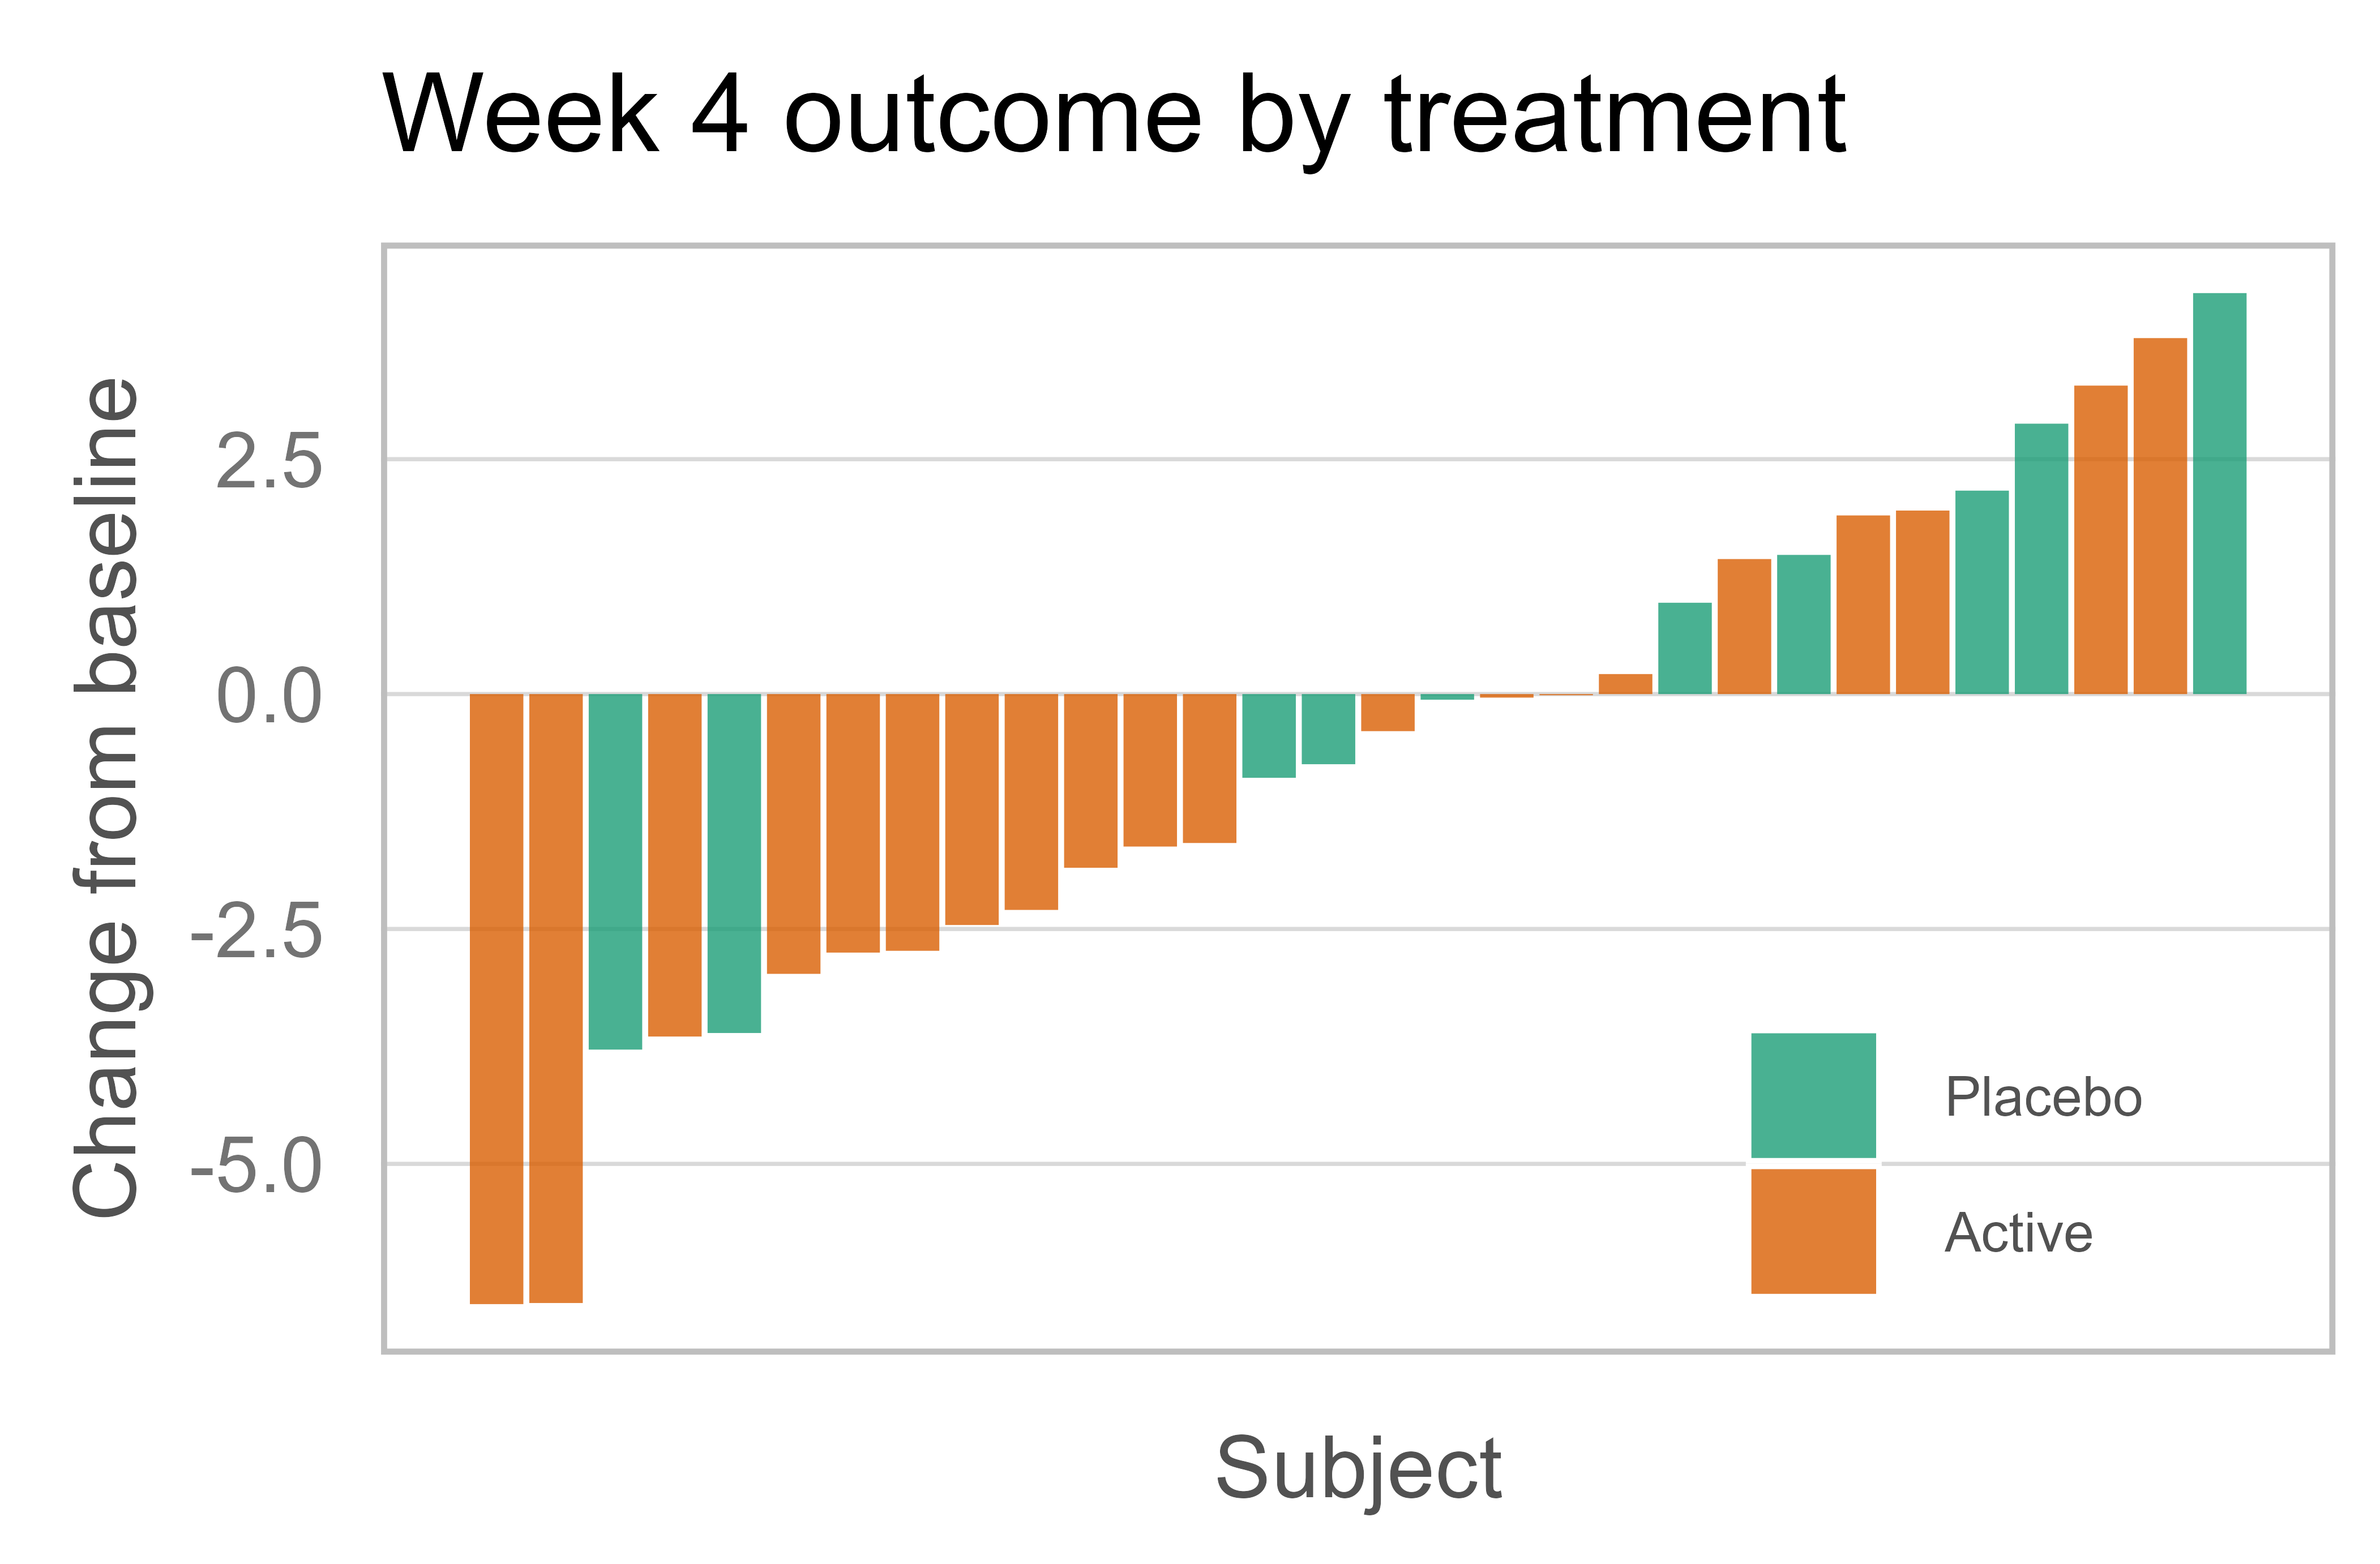 Week 4 outcome by treatment
Change from baseline
2.5
0.0
-2.5
-5.0
Placebo
Active
Subject